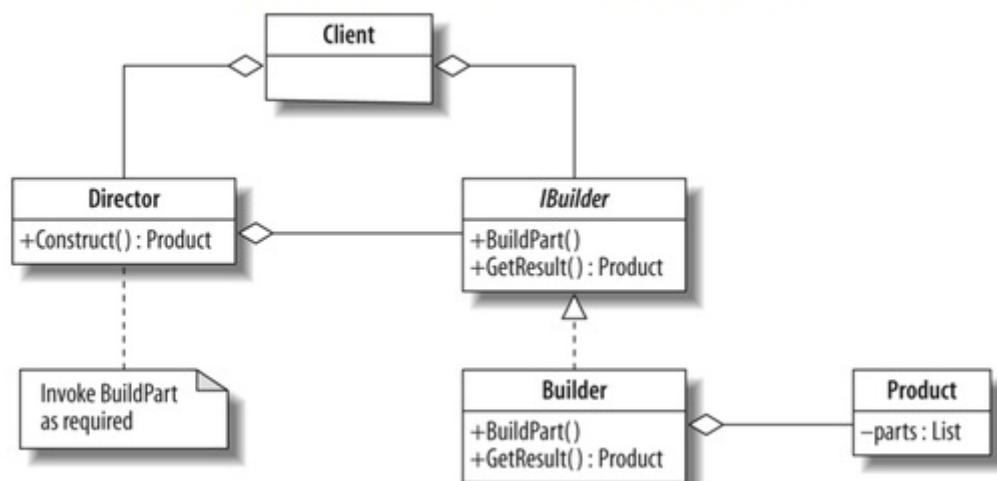 Client
Director
+Construct() : Product
IBuilder
+BuildPart()
+GetResult() : Product
Invoke BuildPart
as required
Builder
+BuildPart()
+GetResult() : Product
Product
–parts : List